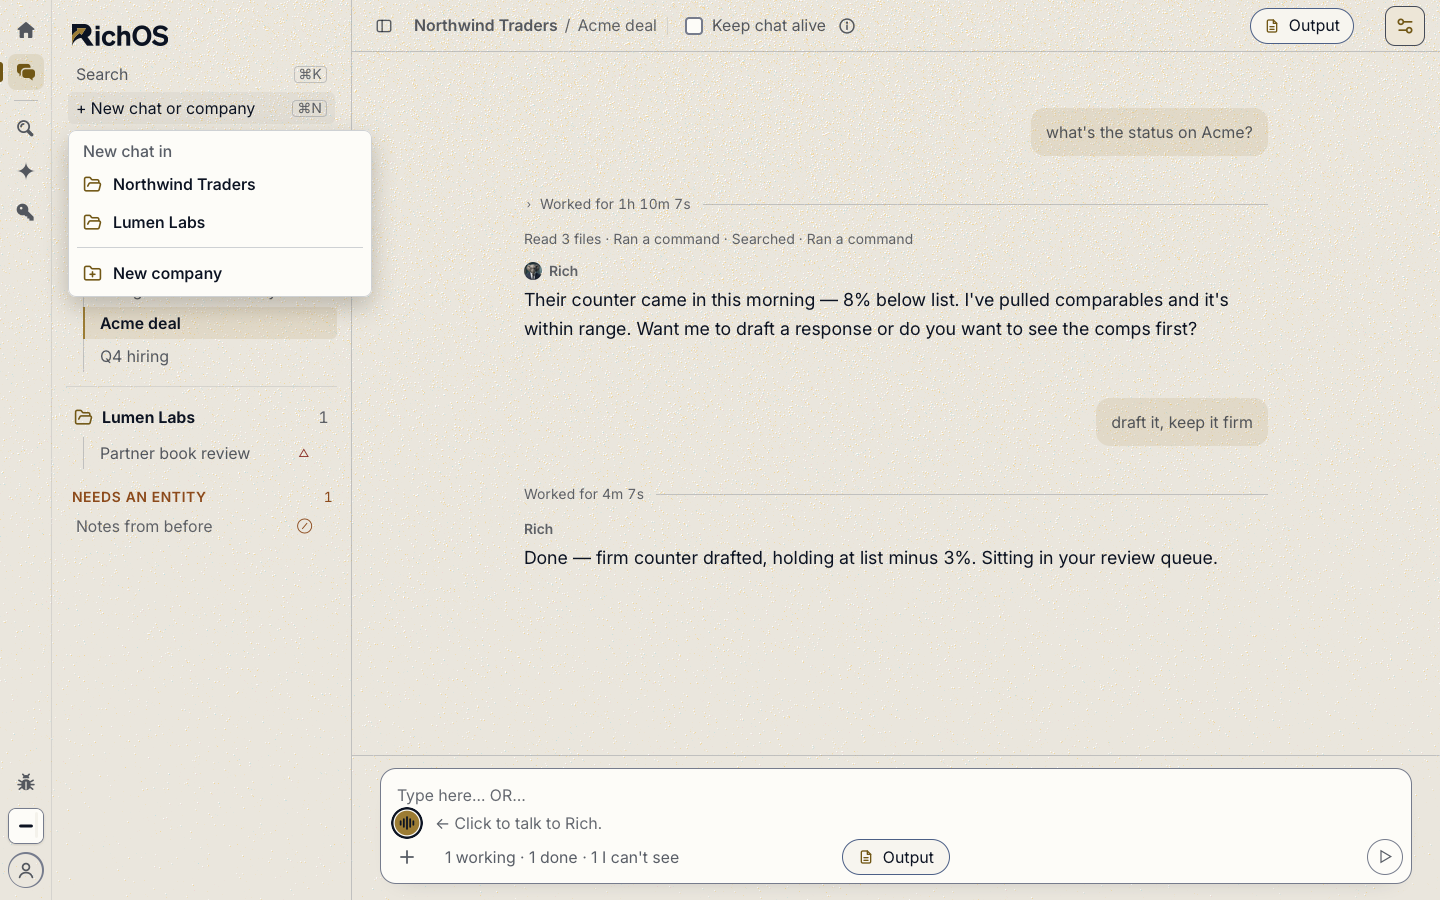 RichOS
Search ⌘K
+ New chat or company ⌘N
New chat in
Northwind Traders
Lumen Labs
New company
Acme deal
Q4 hiring
Lumen Labs 1
Partner book review
NEEDS AN ENTITY 1
Notes from before
Northwind Traders / Acme deal
Keep chat alive
Output
what's the status on Acme?
› Worked for 1h 10m 7s
Read 3 files · Ran a command · Searched · Ran a command
Rich
Their counter came in this morning — 8% below list. I've pulled comparables and it's
within range. Want me to draft a response or do you want to see the comps first?
draft it, keep it firm
Worked for 4m 7s
Rich
Done — firm counter drafted, holding at list minus 3%. Sitting in your review queue.
Type here... OR...
← Click to talk to Rich.
1 working · 1 done · 1 I can't see
Output